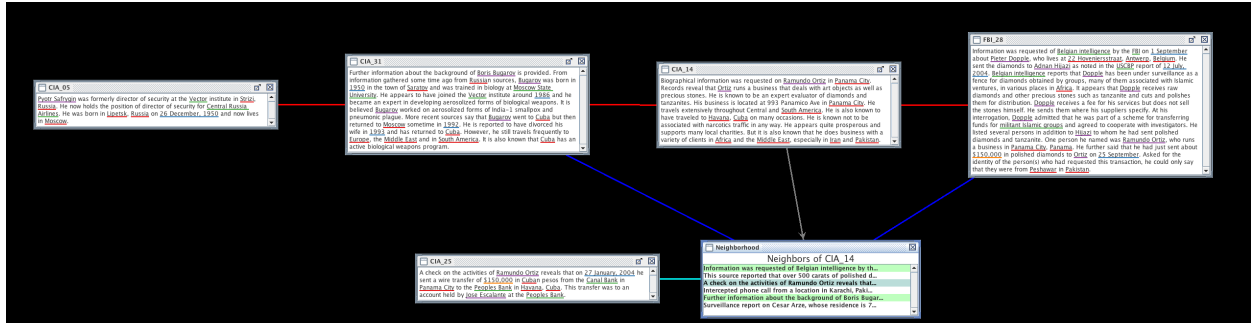 CIA_05
Pyotr Safrygin was formerly director of security at the Vector institute in Strizi,
Russia. He now holds the position of director of security for Central Russia
Airlines. He was born in Lipetsk, Russia on 26 December, 1950 and now lives
in Moscow.
CIA_31
Further information about the background of Boris Bugarov is provided. From
information gathered some time ago from Russian sources, Bugarov was born in
1950 in the town of Saratov and was trained in biology at Moscow State
University. He appears to have joined the Vector institute around 1986 and he
became an expert in developing aerosolized forms of biological weapons. It is
believed Bugarov worked on aerosolized forms of India-1 smallpox and
pneumonic plague. More recent sources say that Bugarov went to Cuba but then
returned to Moscow sometime in 1992. He is reported to have divorced his
wife in 1993 and has returned to Cuba. However, he still travels frequently to
Europe, the Middle East and in South America. It is also known that Cuba has an
active biological weapons program.
CIA_14
Biographical information was requested on Ramundo Ortiz in Panama City.
Records reveal that Ortiz runs a business that deals with art objects as well as
precious stones. He is known to be an expert evaluator of diamonds and
tanzanites. His business is located at 993 Panamico Ave in Panama City. He
travels extensively throughout Central and South America. He is also known to
have traveled to Havana, Cuba on many occasions. He is known not to be
associated with narcotics traffic in any way. He appears quite prosperous and
supports many local charities. But it is also known that he does business with a
variety of clients in Africa and the Middle East, especially in Iran and Pakistan.
FBI_28
Information was requested of Belgian intelligence by the FBI on 1 September
about Pieter Dopple, who lives at 22 Hoveniersstraat, Antwerp, Belgium. He
sent the diamonds to Adnan Hijazi as noted in the USCBP report of 12 July,
2004. Belgian intelligence reports that Dopple has been under surveillance as a
fence for diamonds obtained by groups, many of them associated with Islamic
ventures, in various places in Africa. It appears that Dopple receives raw
diamonds and other precious stones such as tanzanite and cuts and polishes
them for distribution. Dopple receives a fee for his services but does not sell
the stones himself. He sends them where his suppliers specify. At his
interrogation, Dopple admitted that he was part of a scheme for transferring
funds for militant Islamic groups and agreed to cooperate with investigators. He
listed several persons in addition to Hijazi to whom he had sent polished
diamonds and tanzanite. One person he named was Ramundo Ortiz, who runs
a business in Panama City, Panama. He further said that he had just sent about
$150,000 in polished diamonds to Ortiz on 25 September. Asked for the
identity of the person(s) who had requested this transaction, he could only say
that they were from Peshawar in Pakistan.
CIA_25
A check on the activities of Ramundo Ortiz reveals that on 27 January, 2004 he
sent a wire transfer of $150,000 in Cuban pesos from the Canal Bank in
Panama City to the Peoples Bank in Havana, Cuba. This transfer was to an
account held by Jose Escalante at the Peoples Bank.
Neighborhood
Neighbors of CIA_14
Information was requested of Belgian intelligence by th...
This source reported that over 500 carats of polished d...
A check on the activities of Ramundo Ortiz reveals that...
Intercepted phone call from a location in Karachi, Paki...
Further information about the background of Boris Bugar...
Surveillance report on Cesar Arze, whose residence is 7...